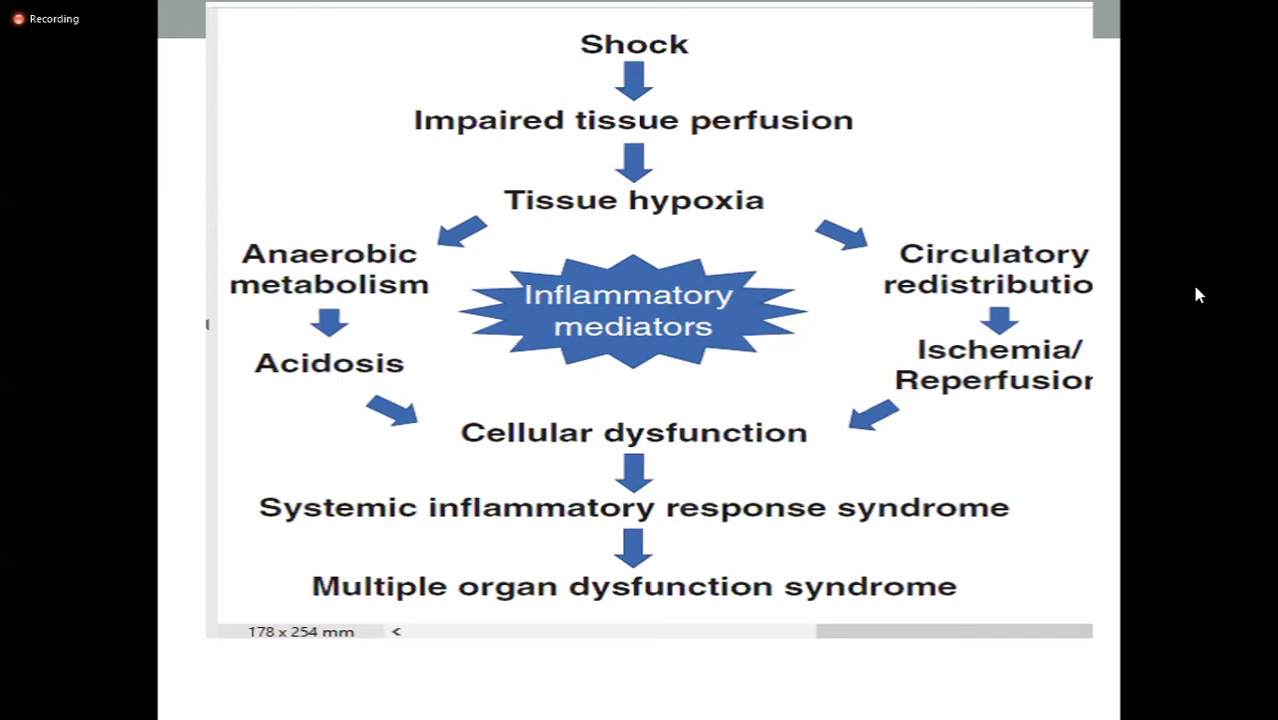 Recording
Shock
Impaired tissue perfusion
Tissue hypoxia
Anaerobic
metabolism
Inflammatory
mediators
Circulatory
redistributio
Acidosis
Ischemia/
Reperfusion
Cellular dysfunction
Systemic inflammatory response syndrome
Multiple organ dysfunction syndrome
178 x 254 mm